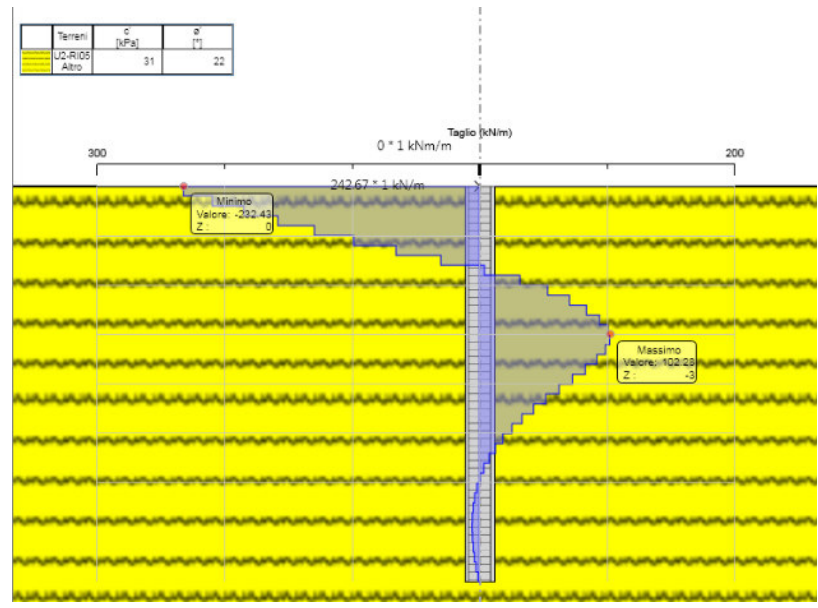 Terreni c' ø'
[kPa] [°]
U2-RI05 31 22
Altro
Taglio (kN/m)
0 * 1 kNm/m
300 200
242.67 * 1 kN/m
Minimo
Valore: -232.43
Z : 0
Massimo
Valore: 102.28
Z : -3